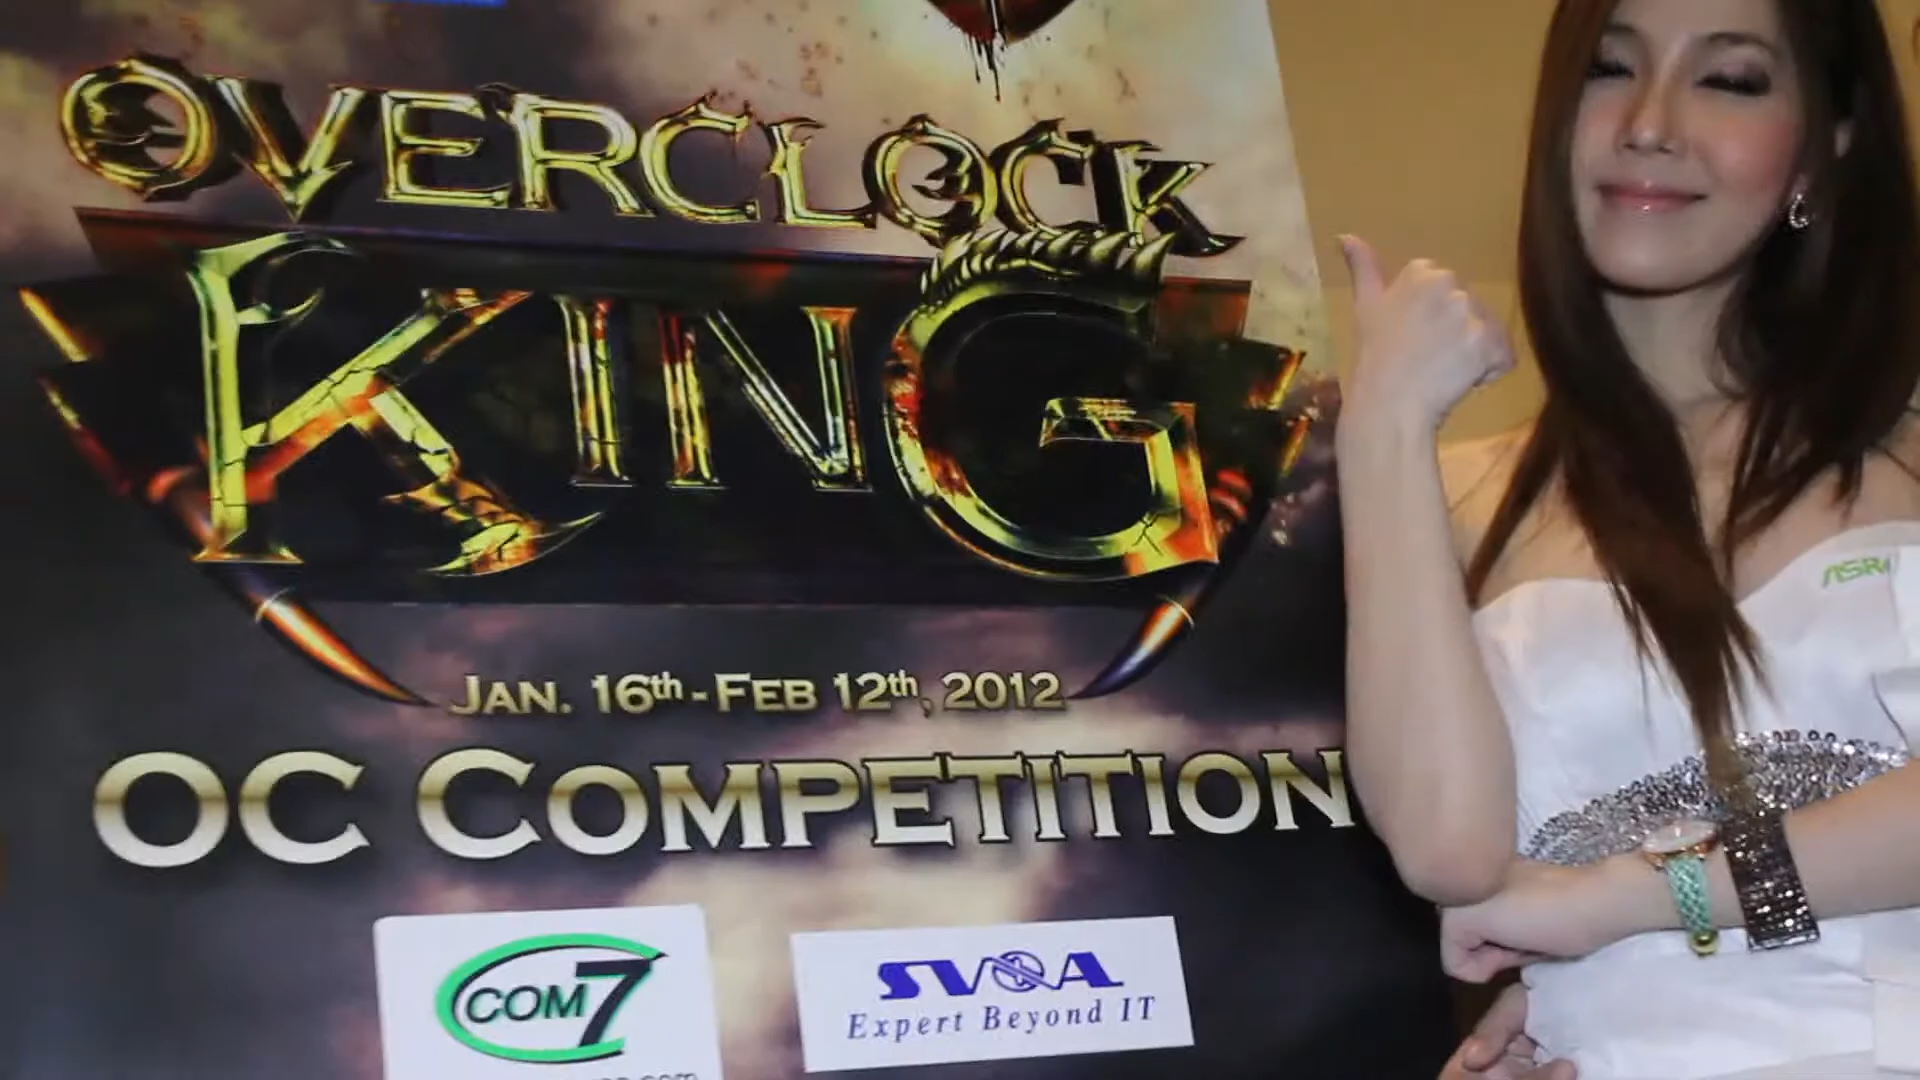 OVERCLOCK
KING
JAN. 16th - FEB 12th, 2012
OC COMPETITION
COM7
SVOA
Expert Beyond IT